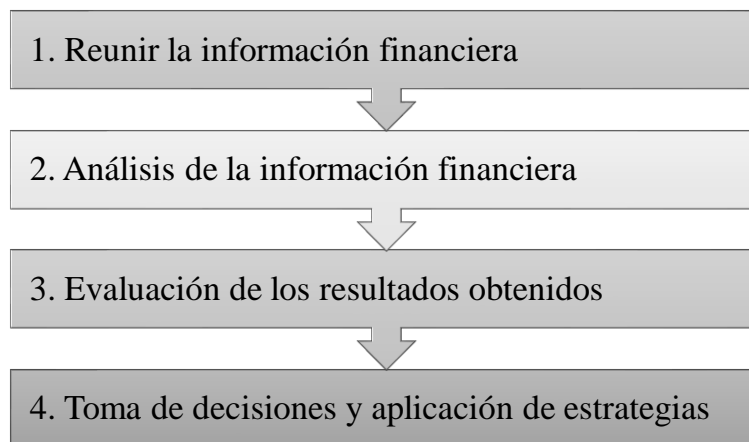 1. Reunir la información financiera
2. Análisis de la información financiera
3. Evaluación de los resultados obtenidos
4. Toma de decisiones y aplicación de estrategias